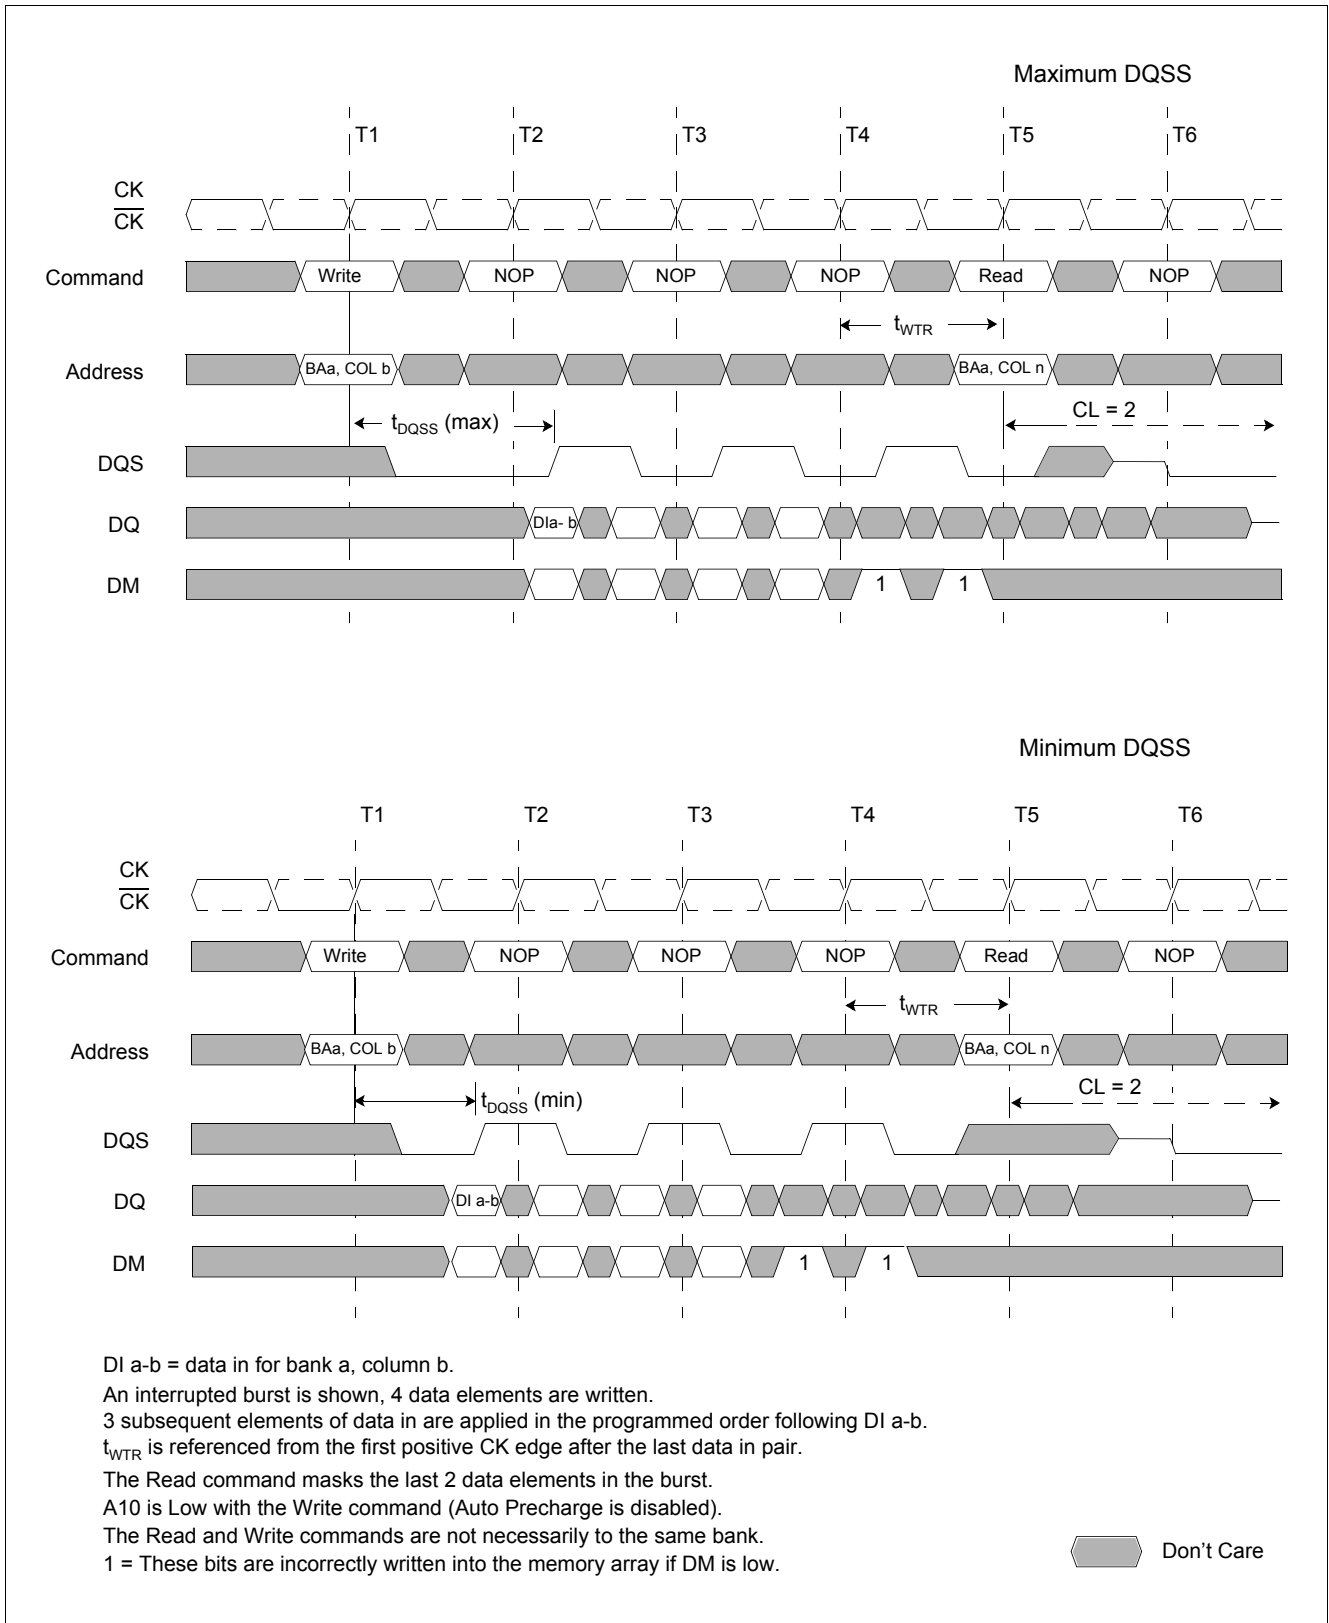 Maximum DQSS
T1 T2 T3 T4 T5 T6
CK
CK
Command Write NOP NOP NOP Read NOP
tWTR
Address BAa, COL b BAa, COL n
tDQSS (max) CL = 2
DQS
DQ DIa- b
DM 1 1
Minimum DQSS
T1 T2 T3 T4 T5 T6
CK
CK
Command Write NOP NOP NOP Read NOP
tWTR
Address BAa, COL b BAa, COL n
tDQSS (min) CL = 2
DQS
DQ DI a-b
DM 1 1
DI a-b = data in for bank a, column b.
An interrupted burst is shown, 4 data elements are written.
3 subsequent elements of data in are applied in the programmed order following DI a-b.
tWTR is referenced from the first positive CK edge after the last data in pair.
The Read command masks the last 2 data elements in the burst.
A10 is Low with the Write command (Auto Precharge is disabled).
The Read and Write commands are not necessarily to the same bank.
1 = These bits are incorrectly written into the memory array if DM is low.
Don't Care